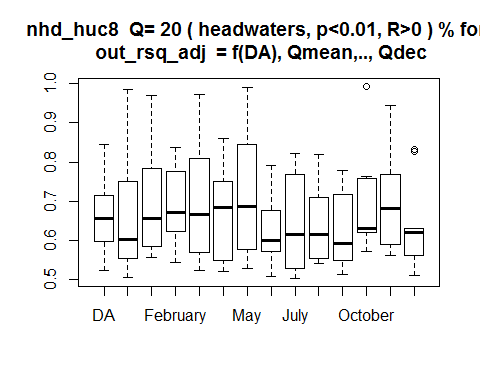 nhd_huc8 Q= 20 ( headwaters, p<0.01, R>0 ) % for
out_rsq_adj = f(DA), Qmean,.., Qdec
1.0
0.9
0.8
0.7
0.6
0.5
DA February May July October